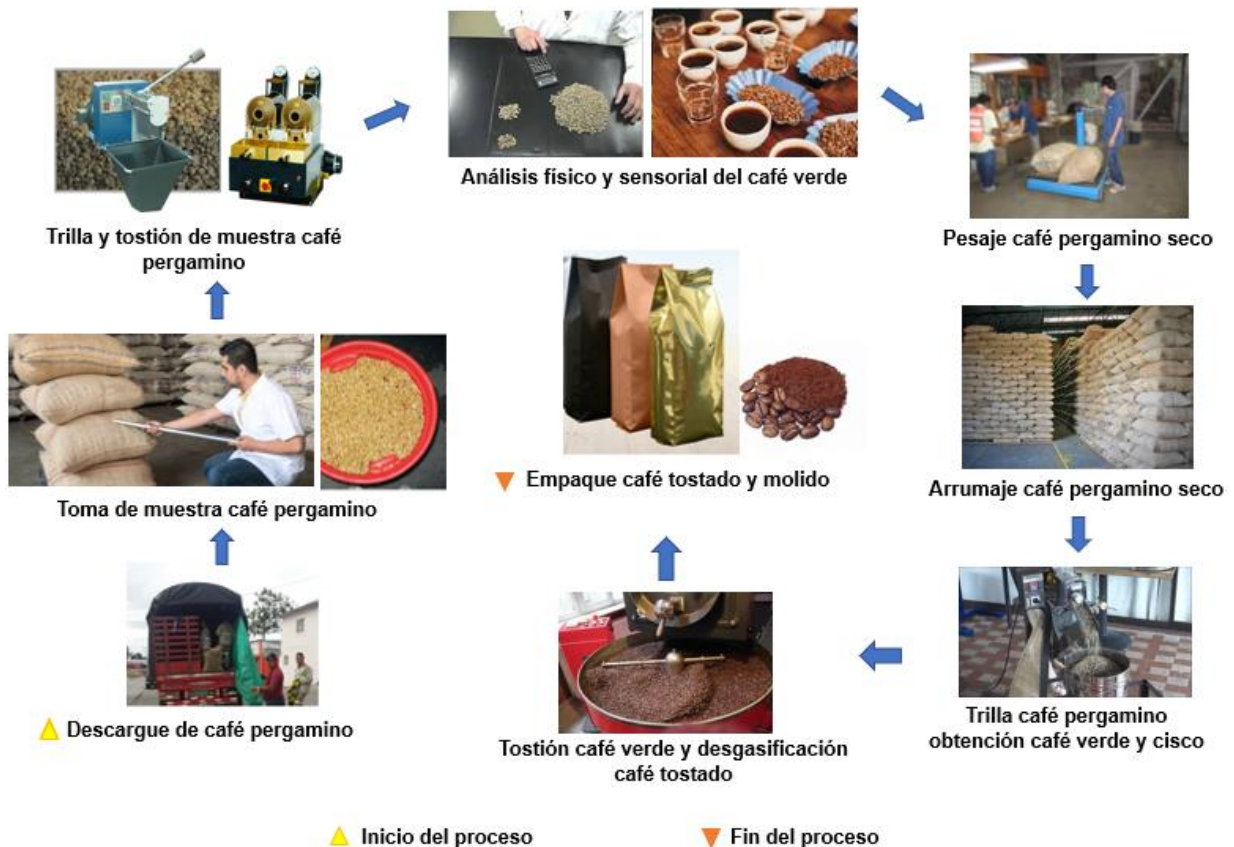 Trilla y tostión de muestra café
pergamino
Análisis físico y sensorial del café verde
Pesaje café pergamino seco
Toma de muestra café pergamino
Empaque café tostado y molido
Arrumaje café pergamino seco
Descargue de café pergamino
Tostión café verde y desgasificación
café tostado
Trilla café pergamino
obtención café verde y cisco
Inicio del proceso
Fin del proceso